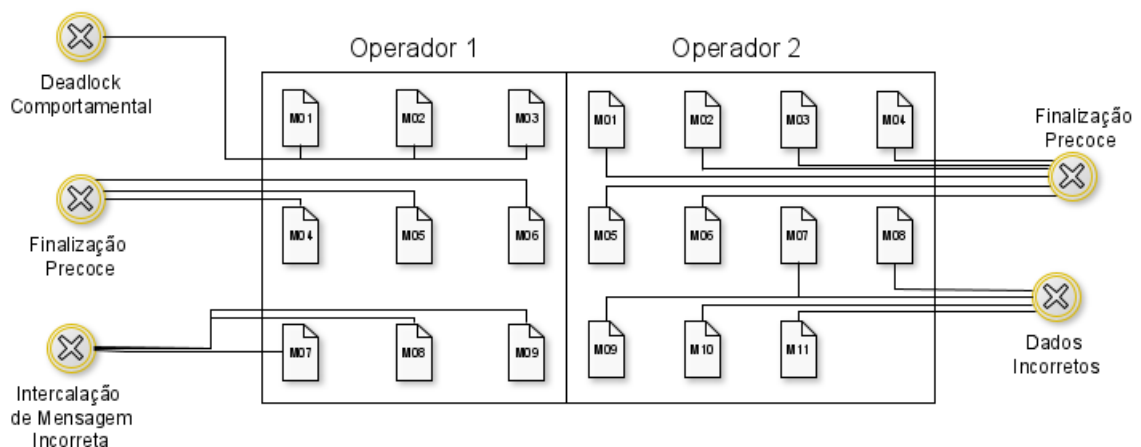 Deadlock
Comportamental
Finalização
Precoce
Intercalação
de Mensagem
Incorreta
Operador 1
M01 M02 M03
M04 M05 M06
M07 M08 M09
Operador 2
M01 M02 M03 M04
M05 M06 M07 M08
M09 M10 M11
Finalização
Precoce
Dados
Incorretos